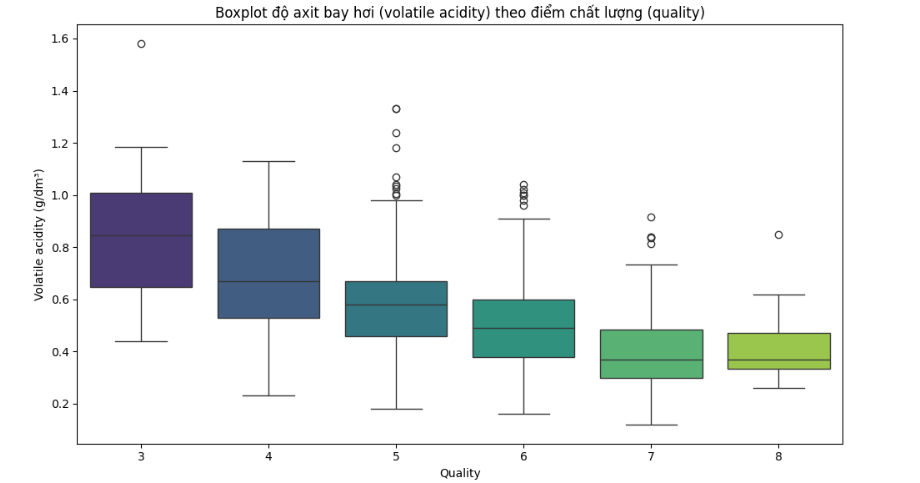 Boxplot độ axit bay hơi (volatile acidity) theo điểm chất lượng (quality)
Volatile acidity (g/dm³)
1.6
1.4
1.2
1.0
0.8
0.6
0.4
0.2
3 4 5 6 7 8
Quality